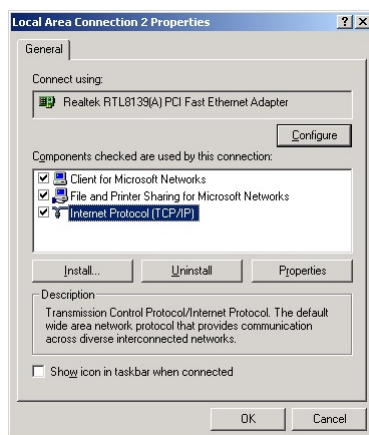 Local Area Connection 2 Properties
General
Connect using:
Realtek RTL8139(A) PCI Fast Ethernet Adapter
Configure
Components checked are used by this connection:
Client for Microsoft Networks
File and Printer Sharing for Microsoft Networks
Internet Protocol (TCP/IP)
Install... Uninstall Properties
Description
Transmission Control Protocol/Internet Protocol. The default
wide area network protocol that provides communication
across diverse interconnected networks.
Show icon in taskbar when connected
OK Cancel